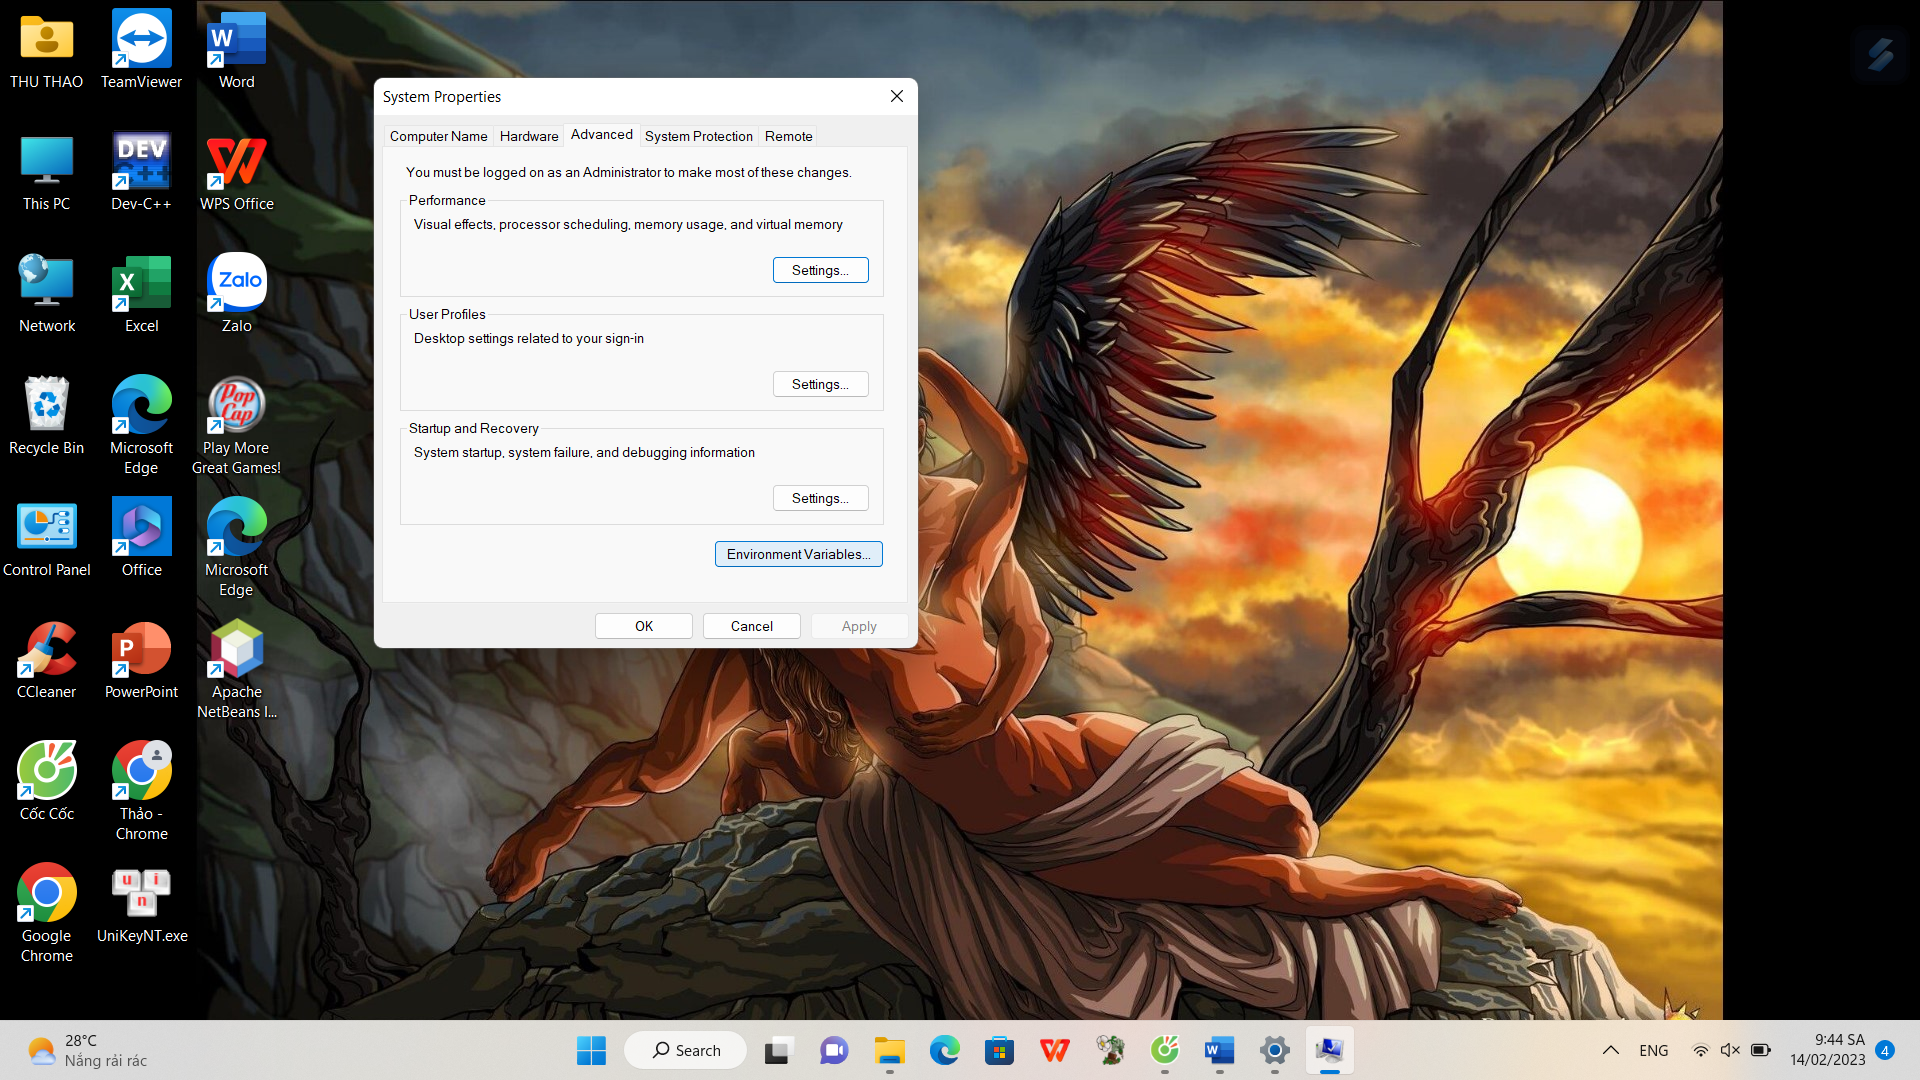 THU THAO
TeamViewer
Word
This PC
DEV
C++
Dev-C++
WPS Office
Network
X
Excel
Zalo
Zalo
Recycle Bin
Microsoft
Edge
Pop
Cap
Play More
Great Games!
Control Panel
Office
Microsoft
Edge
CCleaner
P
PowerPoint
Apache
NetBeans I...
Cốc Cốc
Thảo -
Chrome
Google
Chrome
u i
n
UniKeyNT.exe
W
System Properties
Computer Name Hardware Advanced System Protection Remote
You must be logged on as an Administrator to make most of these changes.
Performance
Visual effects, processor scheduling, memory usage, and virtual memory
Settings...
User Profiles
Desktop settings related to your sign-in
Settings...
Startup and Recovery
System startup, system failure, and debugging information
Settings...
Environment Variables...
OK Cancel Apply
28°C
Nắng rải rác
Search
W
ENG
9:44 SA
14/02/2023
4